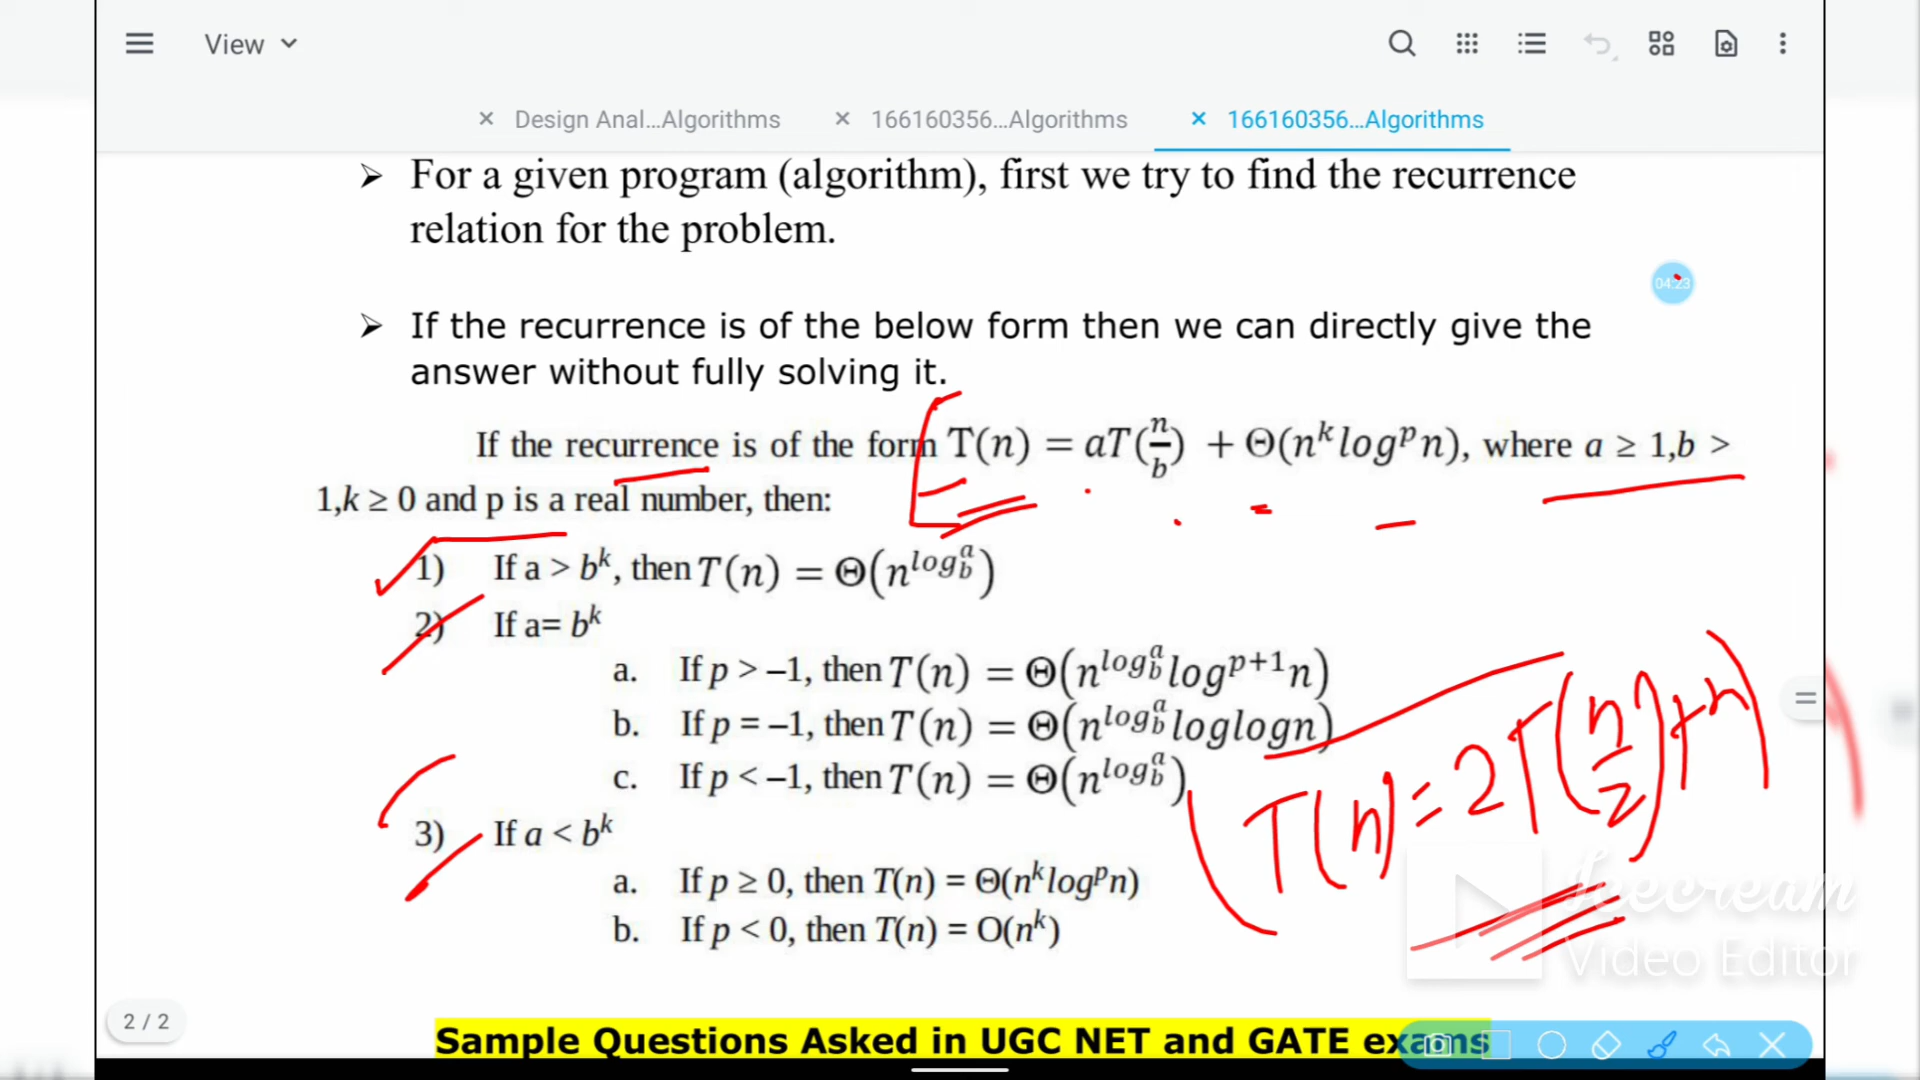 View
Design Anal...Algorithms
166160356...Algorithms
166160356...Algorithms
➢ For a given program (algorithm), first we try to find the recurrence
relation for the problem.
04:23
➢ If the recurrence is of the below form then we can directly give the
answer without fully solving it.
If the recurrence is of the form T(n) = aT(n/b) + Θ(n^k log^p n), where a ≥ 1,b >
1,k ≥ 0 and p is a real number, then:
1) If a > b^k, then T(n) = Θ(n^{log_b^a})
2) If a= b^k
a. If p > –1, then T(n) = Θ(n^{log_b^a} log^{p+1} n)
b. If p = –1, then T(n) = Θ(n^{log_b^a} loglogn)
c. If p < –1, then T(n) = Θ(n^{log_b^a})
T(n) = 2T(n/2)+n
3) If a < b^k
a. If p ≥ 0, then T(n) = Θ(n^k log^p n)
b. If p < 0, then T(n) = O(n^k)
Icecream
Video Editor
2 / 2
Sample Questions Asked in UGC NET and GATE exams